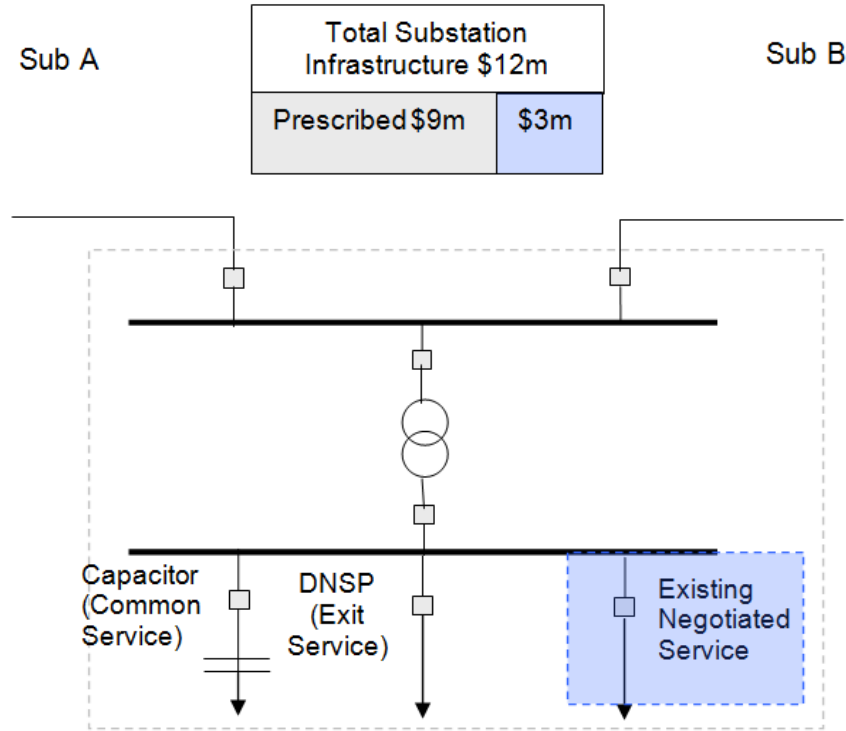 Sub A
Total Substation
Infrastructure $12m
Sub B
Prescribed $9m
$3m
Capacitor
(Common
Service)
DNSP
(Exit
Service)
Existing
Negotiated
Service